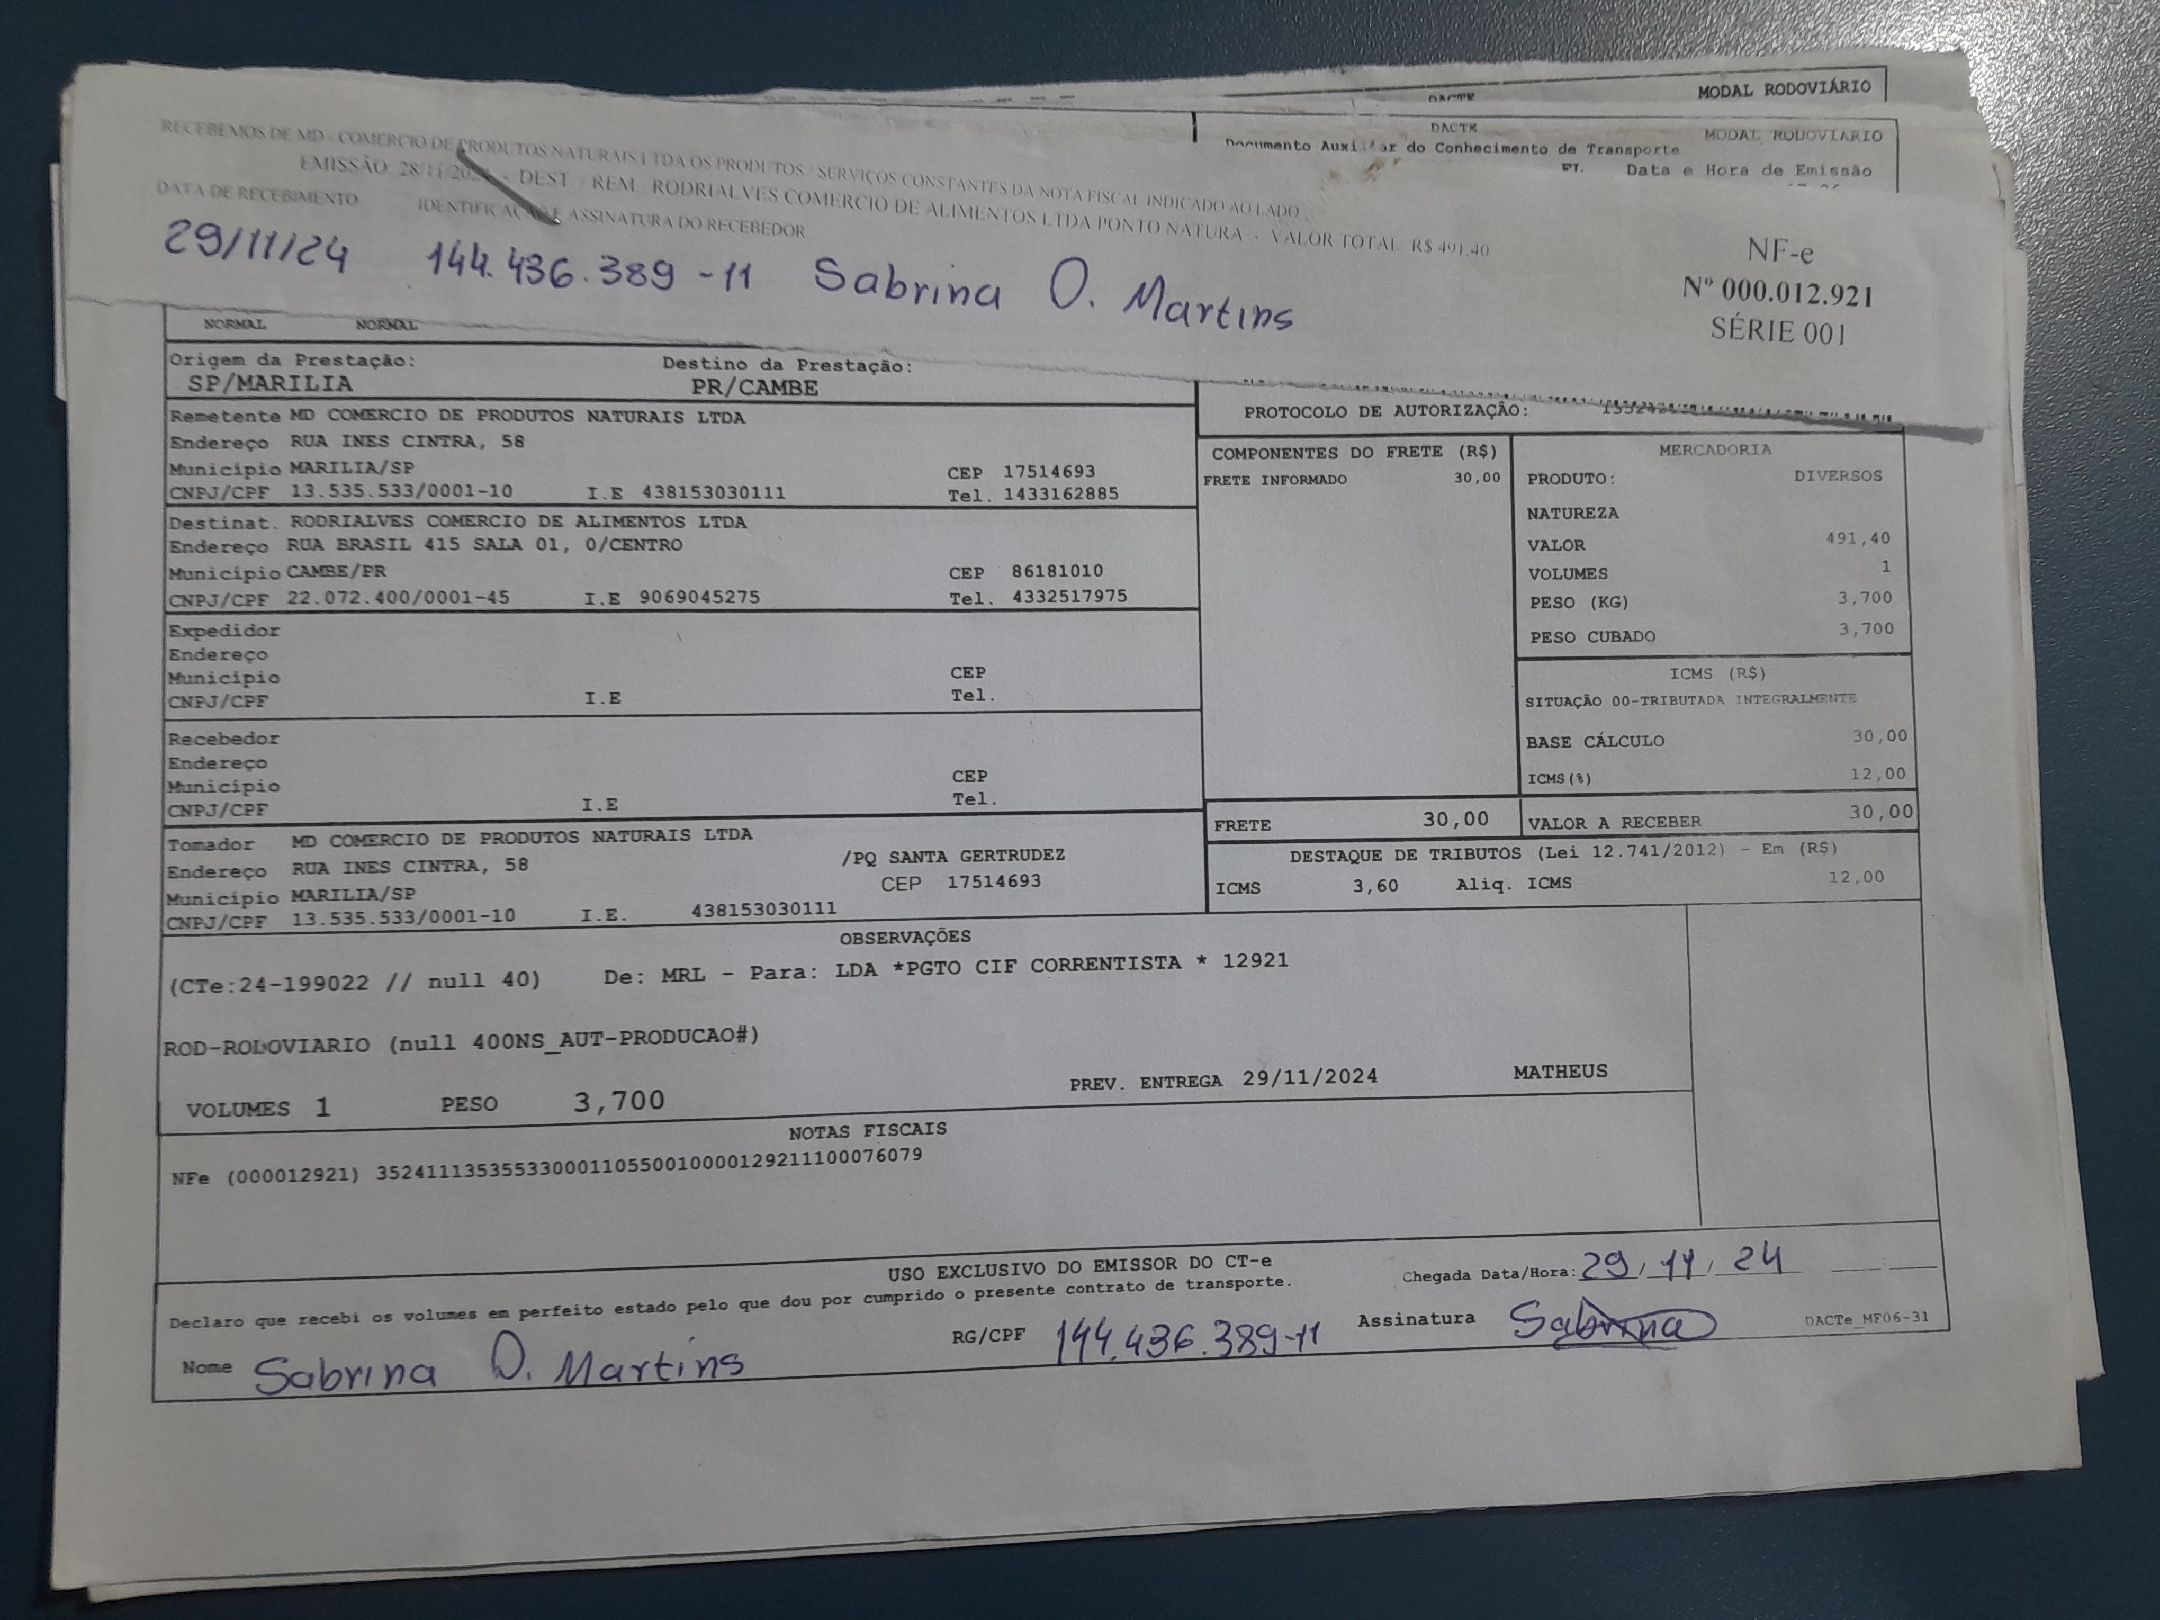 MODAL RODOVIÁRIO
DACTE
DACTE MODAL RODOVIÁRIO
Documento Auxiliar do Conhecimento de Transporte
Data e Hora de Emissão
RECEBEMOS DE MD - COMERCIO DE PRODUTOS NATURAIS LTDA OS PRODUTOS / SERVIÇOS CONSTANTES DA NOTA FISCAL INDICADO AO LADO
EMISSÃO: 28/11/ - DEST / REM. RODRIALVES COMERCIO DE ALIMENTOS LTDA PONTO NATURA - VALOR TOTAL R$ 491,40
DATA DE RECEBIMENTO IDENTIFICAÇÃO E ASSINATURA DO RECEBEDOR
29/11/24 144.436.389-11 Sabrina O. Martins
NF-e
Nº 000.012.921
SÉRIE 001
NORMAL NORMAL
Origem da Prestação: Destino da Prestação:
SP/MARILIA PR/CAMBE
Remetente MD COMERCIO DE PRODUTOS NATURAIS LTDA
Endereço RUA INES CINTRA, 58
Município MARILIA/SP CEP 17514693
CNPJ/CPF 13.535.533/0001-10 I.E 438153030111 Tel. 1433162885
Destinat. RODRIALVES COMERCIO DE ALIMENTOS LTDA
Endereço RUA BRASIL 415 SALA 01, 0/CENTRO
Município CAMBE/PR CEP 86181010
CNPJ/CPF 22.072.400/0001-45 I.E 9069045275 Tel. 4332517975
Expedidor
Endereço
Município CEP
CNPJ/CPF I.E Tel.
Recebedor
Endereço
Município CEP
CNPJ/CPF I.E Tel.
Tomador MD COMERCIO DE PRODUTOS NATURAIS LTDA
Endereço RUA INES CINTRA, 58 /PQ SANTA GERTRUDEZ
Município MARILIA/SP CEP 17514693
CNPJ/CPF 13.535.533/0001-10 I.E. 438153030111
PROTOCOLO DE AUTORIZAÇÃO:
COMPONENTES DO FRETE (R$)
FRETE INFORMADO 30,00
MERCADORIA
PRODUTO: DIVERSOS
NATUREZA
VALOR 491,40
VOLUMES 1
PESO (KG) 3,700
PESO CUBADO 3,700
ICMS (R$)
SITUAÇÃO 00-TRIBUTADA INTEGRALMENTE
BASE CÁLCULO 30,00
ICMS(%) 12,00
FRETE 30,00 VALOR A RECEBER 30,00
DESTAQUE DE TRIBUTOS (Lei 12.741/2012) - Em (R$)
ICMS 3,60 Aliq. ICMS 12,00
OBSERVAÇÕES
(CTe:24-199022 // null 40) De: MRL - Para: LDA *PGTO CIF CORRENTISTA * 12921
ROD-RODOVIARIO (null 400NS_AUT-PRODUCAO#)
VOLUMES 1 PESO 3,700 PREV. ENTREGA 29/11/2024 MATHEUS
NOTAS FISCAIS
NFe (000012921) 35241113535533000110550010000129211100076079
USO EXCLUSIVO DO EMISSOR DO CT-e
Declaro que recebi os volumes em perfeito estado pelo que dou por cumprido o presente contrato de transporte.
Chegada Data/Hora: 29/11/24 __:__
Nome Sabrina O. Martins RG/CPF 144.436.389-11 Assinatura Sabrina
DACTe_MF06-31